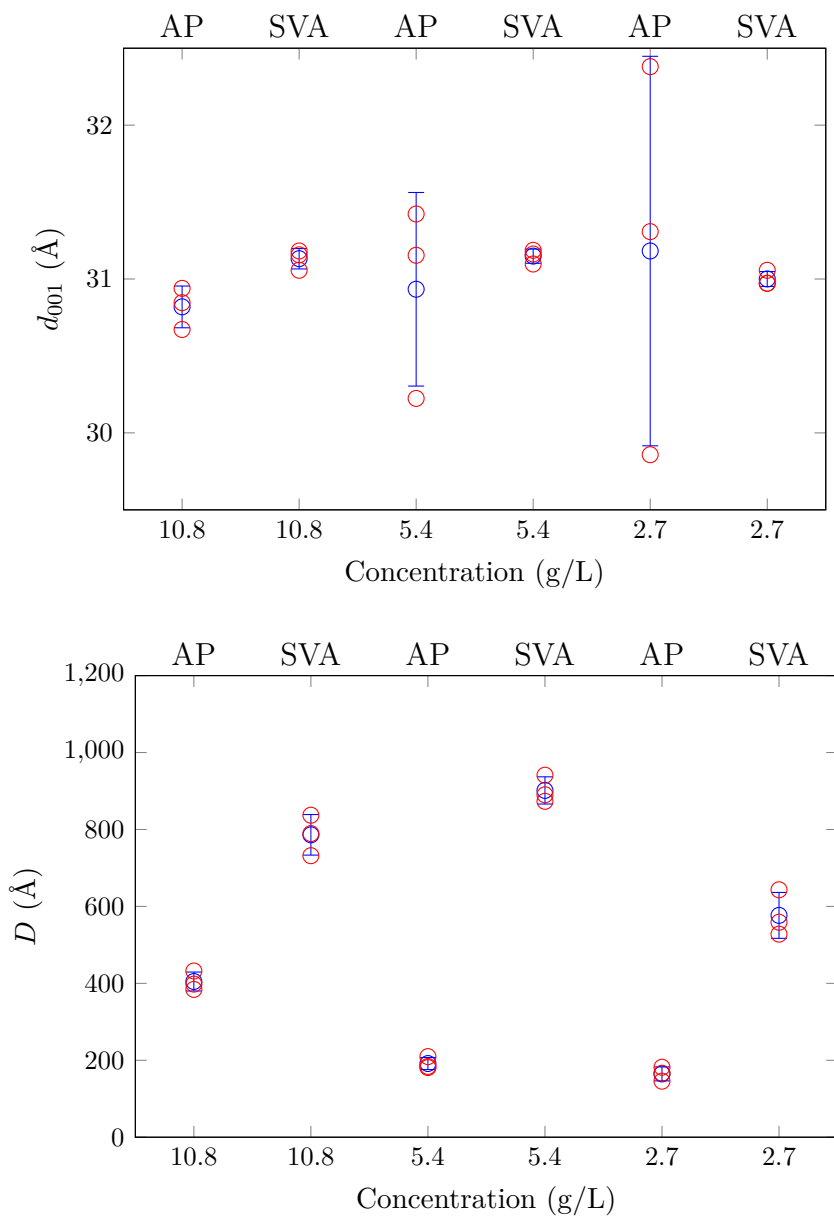 AP SVA AP SVA AP SVA
32
31
30
d001 (Å)
10.8 10.8 5.4 5.4 2.7 2.7
Concentration (g/L)
AP SVA AP SVA AP SVA
1,200
1,000
800
600
400
200
0
D (Å)
10.8 10.8 5.4 5.4 2.7 2.7
Concentration (g/L)